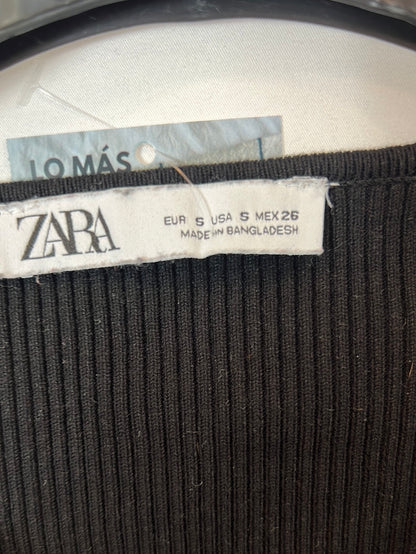 LO MÁS
ZARA
EUR S USA S MEX 26
MADE IN BANGLADESH